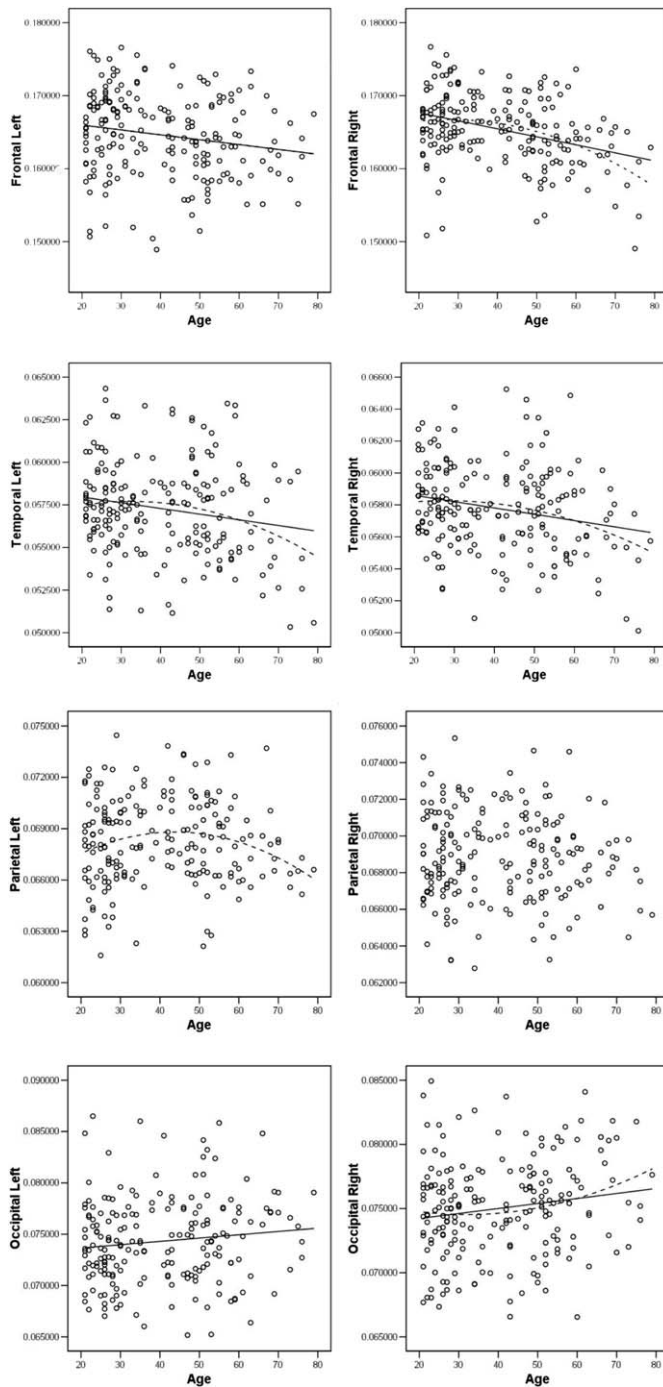 0.180000
0.170000
0.160000
0.150000
Frontal Left
20 30 40 50 60 70 80
Age
0.180000
0.170000
0.160000
0.150000
Frontal Right
20 30 40 50 60 70 80
Age
0.065000
0.062500
0.060000
0.057500
0.055000
0.052500
0.050000
Temporal Left
20 30 40 50 60 70 80
Age
0.06600
0.06400
0.06200
0.06000
0.05800
0.05600
0.05400
0.05200
0.05000
Temporal Right
20 30 40 50 60 70 80
Age
0.075000
0.072000
0.069000
0.066000
0.063000
0.060000
Parietal Left
20 30 40 50 60 70 80
Age
0.076000
0.074000
0.072000
0.070000
0.068000
0.066000
0.064000
0.062000
Parietal Right
20 30 40 50 60 70 80
Age
0.090000
0.085000
0.080000
0.075000
0.070000
0.065000
Occipital Left
20 30 40 50 60 70 80
Age
0.085000
0.080000
0.075000
0.070000
0.065000
Occipital Right
20 30 40 50 60 70 80
Age